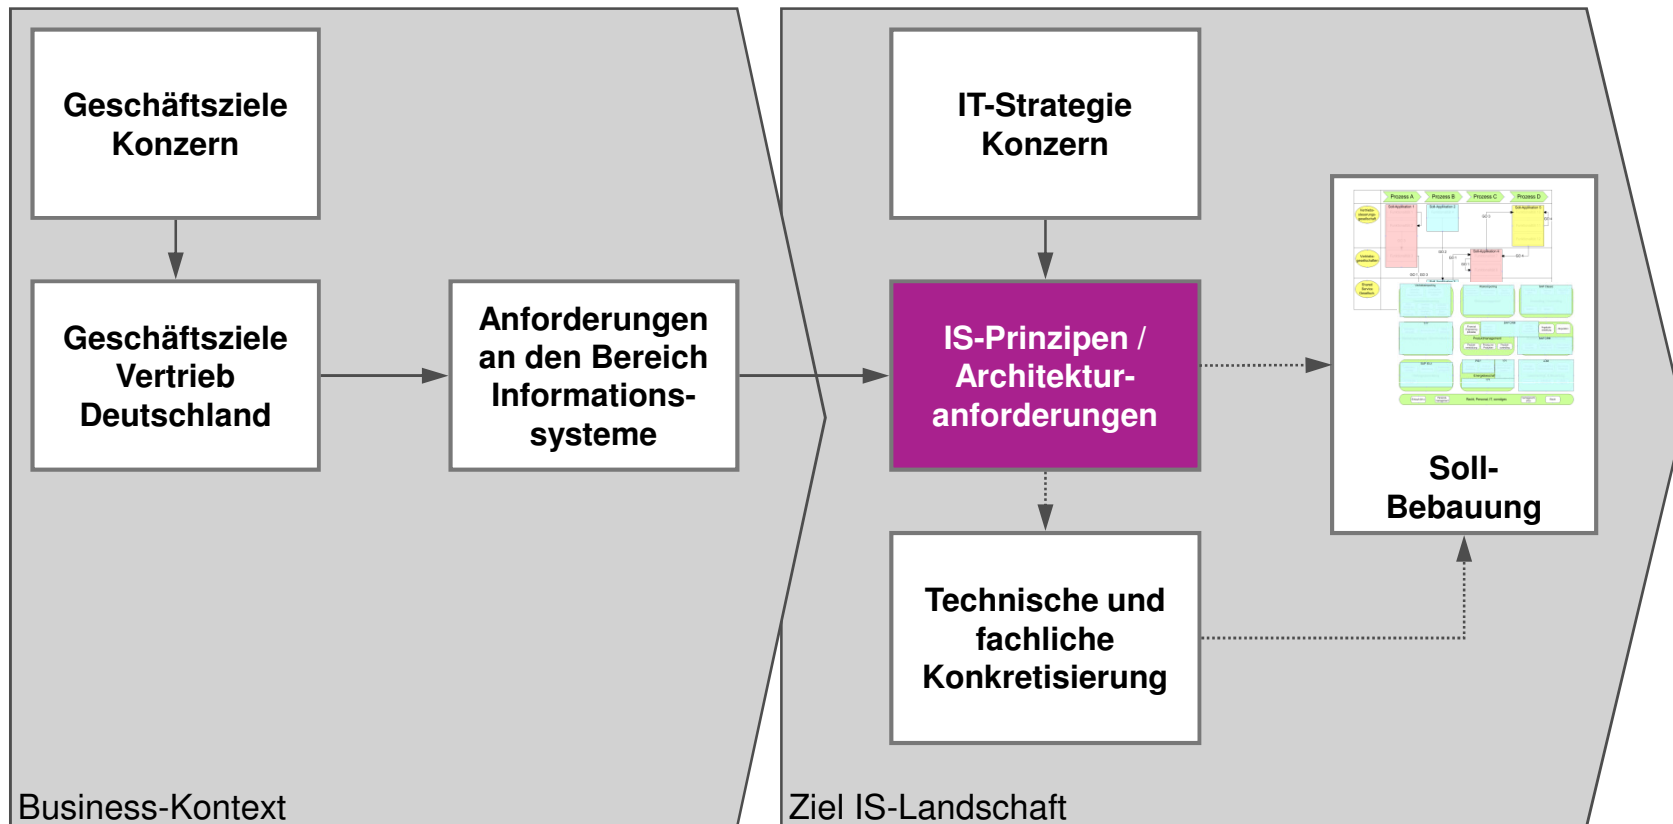 Geschäftsziele
Konzern
Geschäftsziele
Vertrieb
Deutschland
Anforderungen
an den Bereich
Informations-
systeme
Business-Kontext
IT-Strategie
Konzern
IS-Prinzipen /
Architektur-
anforderungen
Technische und
fachliche
Konkretisierung
Prozess A
Prozess B
Prozess C
Prozess D
Soll-
Bebauung
Ziel IS-Landschaft